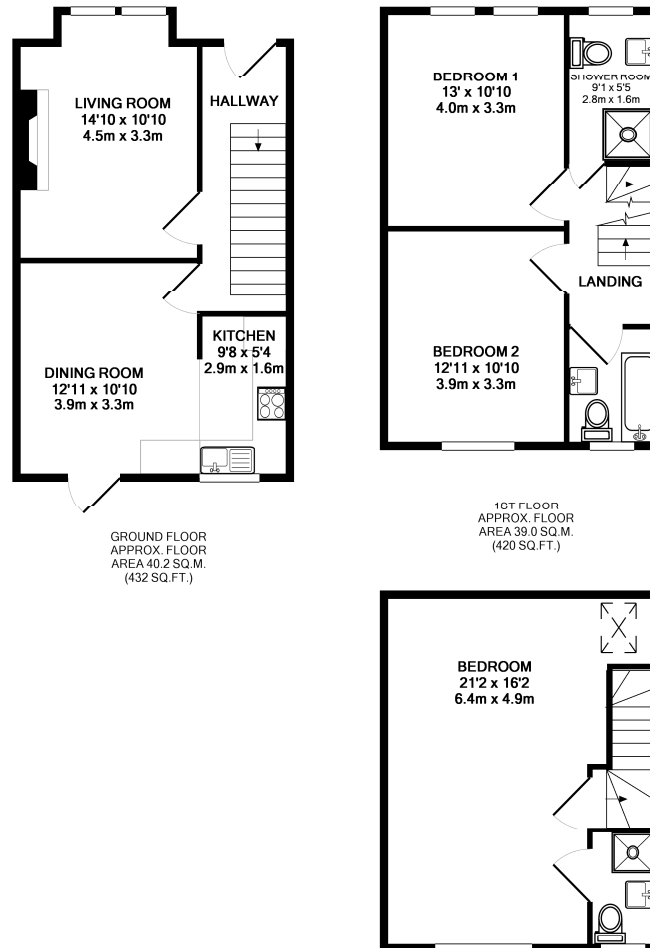 LIVING ROOM
14'10 x 10'10
4.5m x 3.3m
HALLWAY
DINING ROOM
12'11 x 10'10
3.9m x 3.3m
KITCHEN
9'8 x 5'4
2.9m x 1.6m
GROUND FLOOR
APPROX. FLOOR
AREA 40.2 SQ.M.
(432 SQ.FT.)
BEDROOM 1
13' x 10'10
4.0m x 3.3m
SHOWER ROOM
9'1 x 5'5
2.8m x 1.6m
LANDING
BEDROOM 2
12'11 x 10'10
3.9m x 3.3m
1ST FLOOR
APPROX. FLOOR
AREA 39.0 SQ.M.
(420 SQ.FT.)
BEDROOM
21'2 x 16'2
6.4m x 4.9m